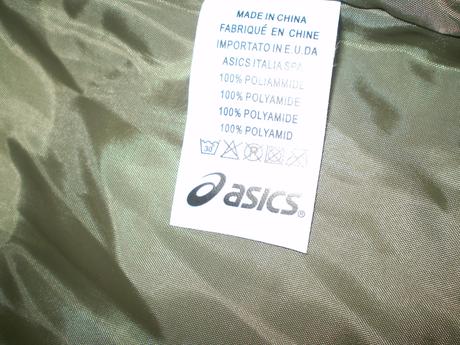 MADE IN CHINA
FABRIQUÉ EN CHINE
IMPORTATO IN E.U.DA
ASICS ITALIA SPA
100% POLIAMMIDE
100% POLYAMIDE
100% POLYAMIDE
100% POLYAMID
30
asics®